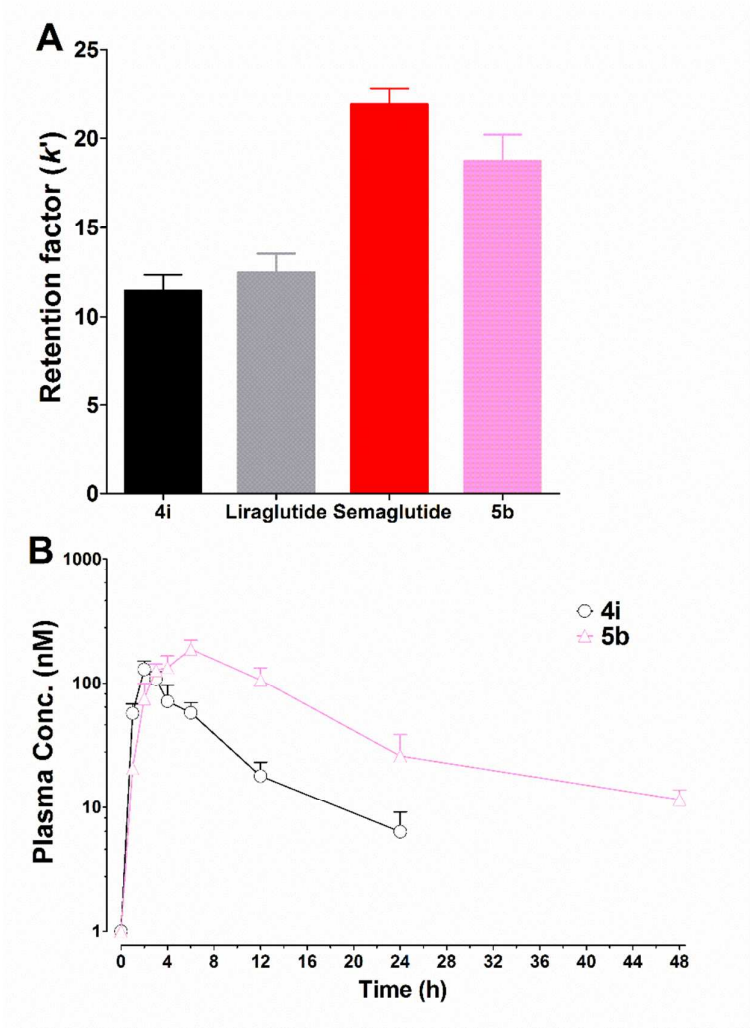 A
Retention factor (k')
25
20
15
10
5
0
4i Liraglutide Semaglutide 5b
B
Plasma Conc. (nM)
1000
100
10
1
4i
5b
0 4 8 12 16 20 24 28 32 36 40 44 48
Time (h)